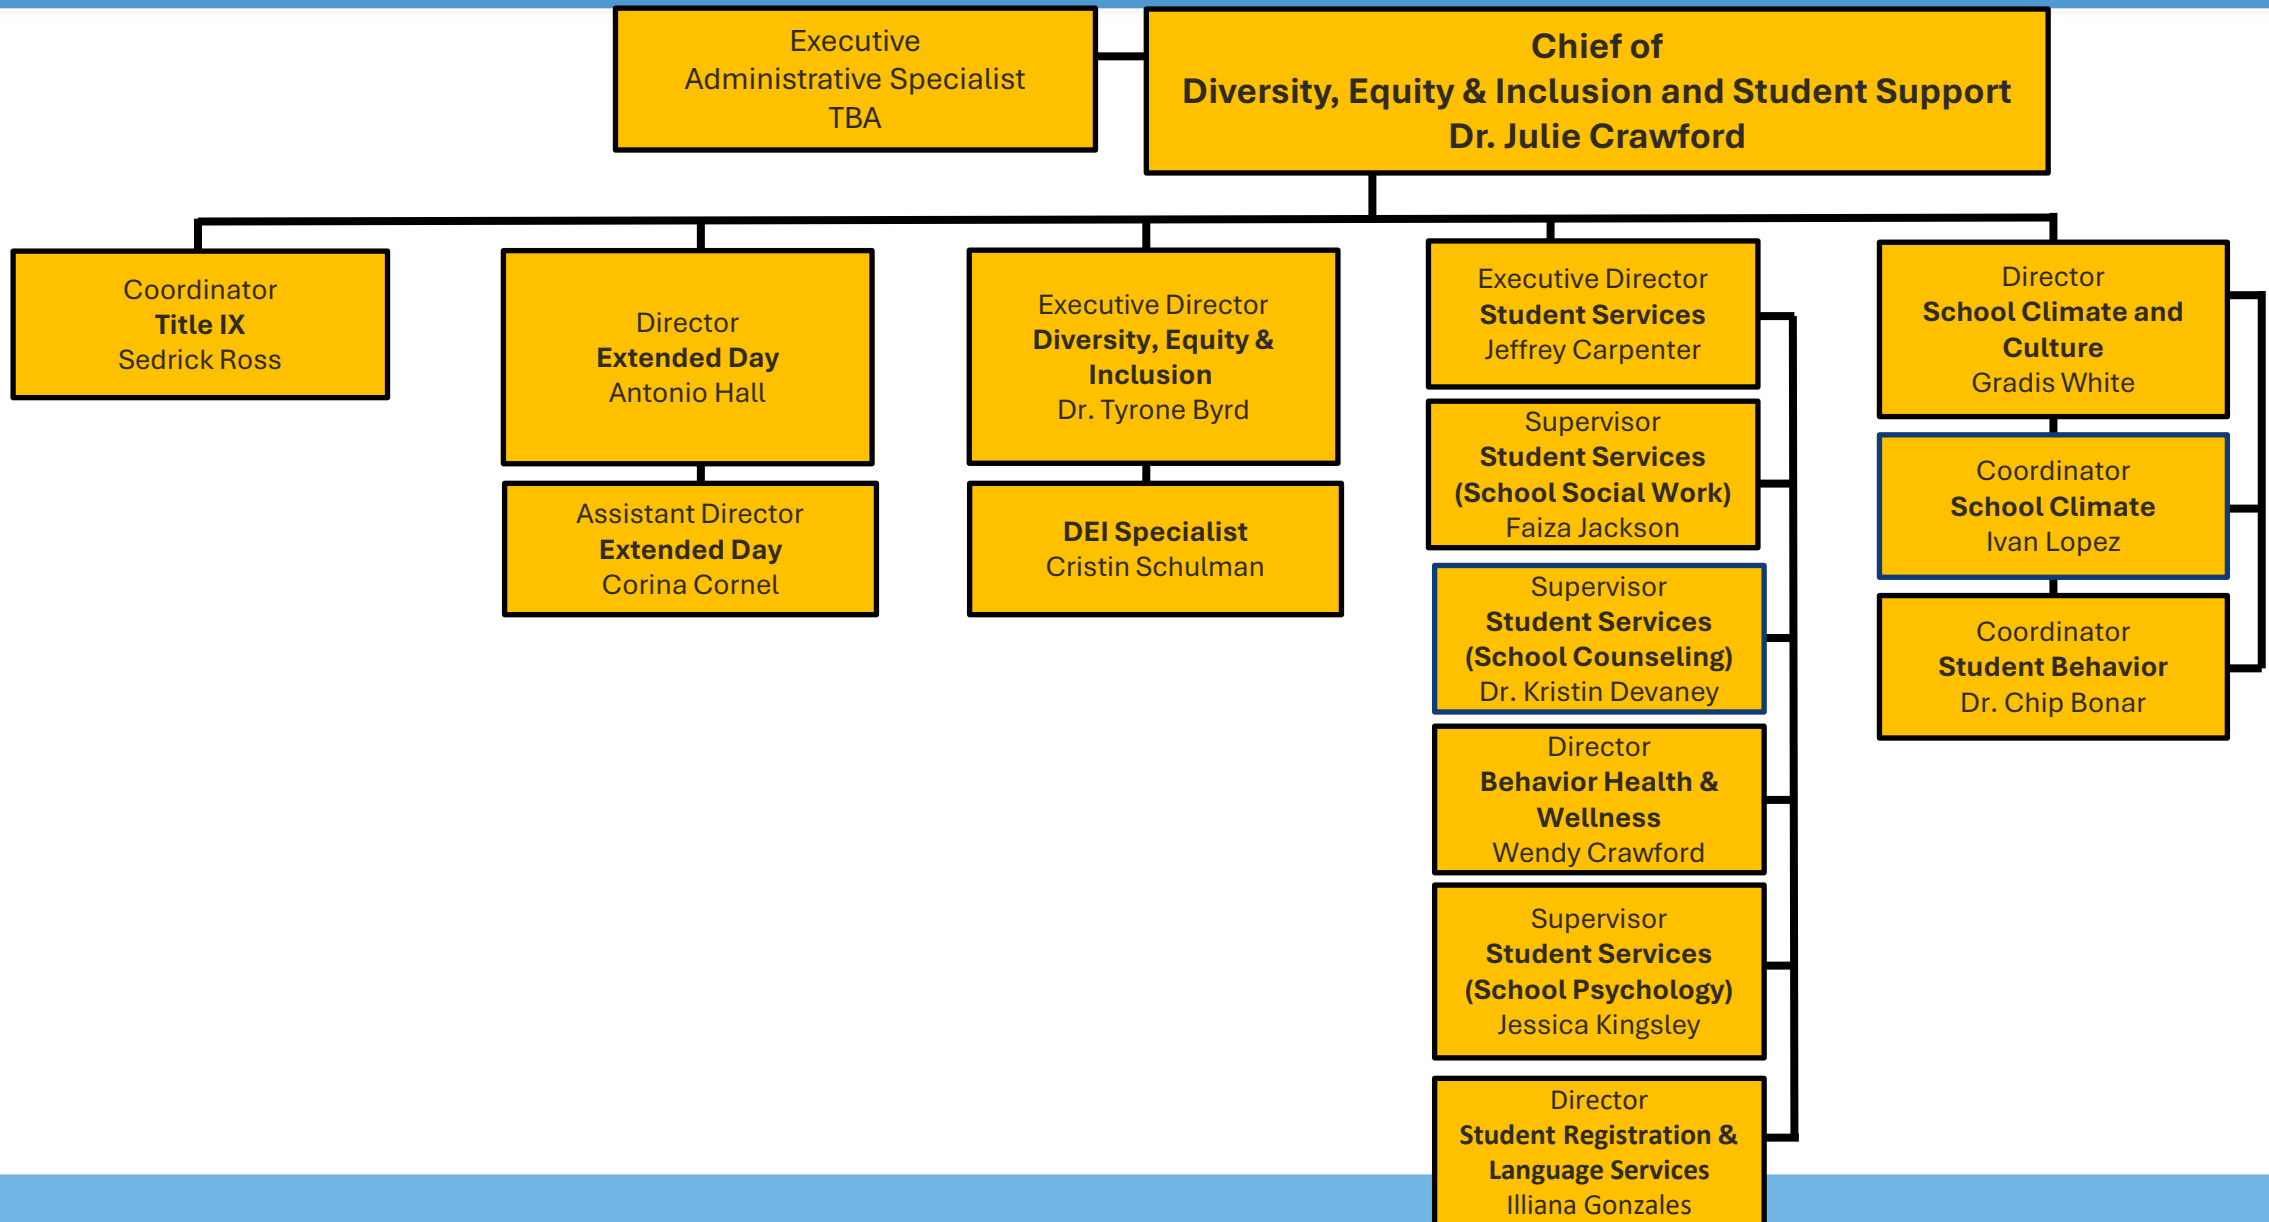 Executive
Administrative Specialist
TBA
Chief of
Diversity, Equity & Inclusion and Student Support
Dr. Julie Crawford
Coordinator
Title IX
Sedrick Ross
Director
Extended Day
Antonio Hall
Assistant Director
Extended Day
Corina Cornel
Executive Director
Diversity, Equity &
Inclusion
Dr. Tyrone Byrd
DEI Specialist
Cristin Schulman
Executive Director
Student Services
Jeffrey Carpenter
Supervisor
Student Services
(School Social Work)
Faiza Jackson
Supervisor
Student Services
(School Counseling)
Dr. Kristin Devaney
Director
Behavior Health &
Wellness
Wendy Crawford
Supervisor
Student Services
(School Psychology)
Jessica Kingsley
Director
Student Registration &
Language Services
Illiana Gonzales
Director
School Climate and
Culture
Gradis White
Coordinator
School Climate
Ivan Lopez
Coordinator
Student Behavior
Dr. Chip Bonar